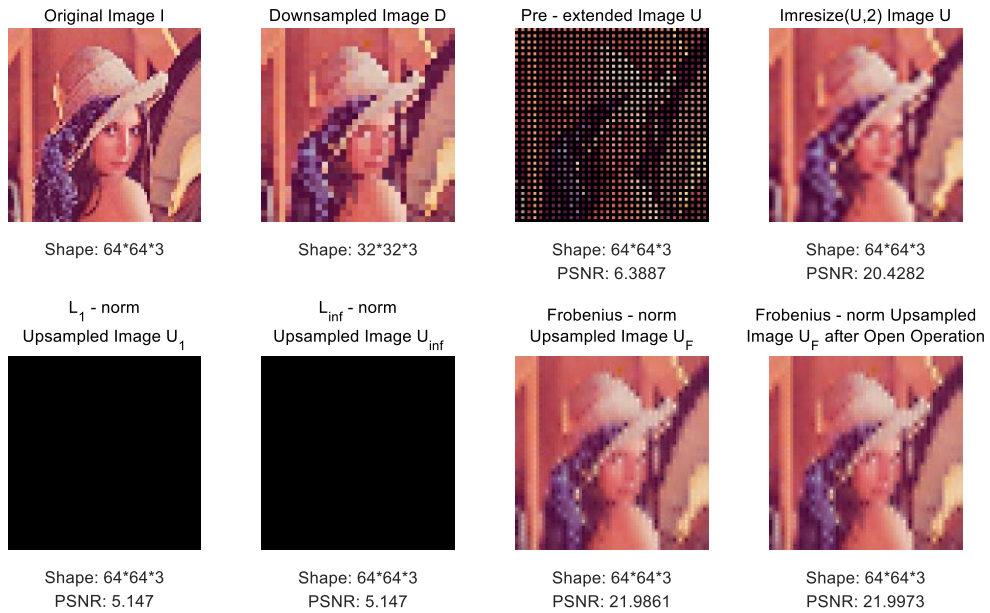 Original Image I
Downsampled Image D
Pre - extended Image U
Imresize(U,2) Image U
Shape: 64*64*3
Shape: 32*32*3
Shape: 64*64*3
PSNR: 6.3887
Shape: 64*64*3
PSNR: 20.4282
L1 - norm
Upsampled Image U1
Linf - norm
Upsampled Image Uinf
Frobenius - norm
Upsampled Image UF
Frobenius - norm Upsampled
Image UF after Open Operation
Shape: 64*64*3
PSNR: 5.147
Shape: 64*64*3
PSNR: 5.147
Shape: 64*64*3
PSNR: 21.9861
Shape: 64*64*3
PSNR: 21.9973